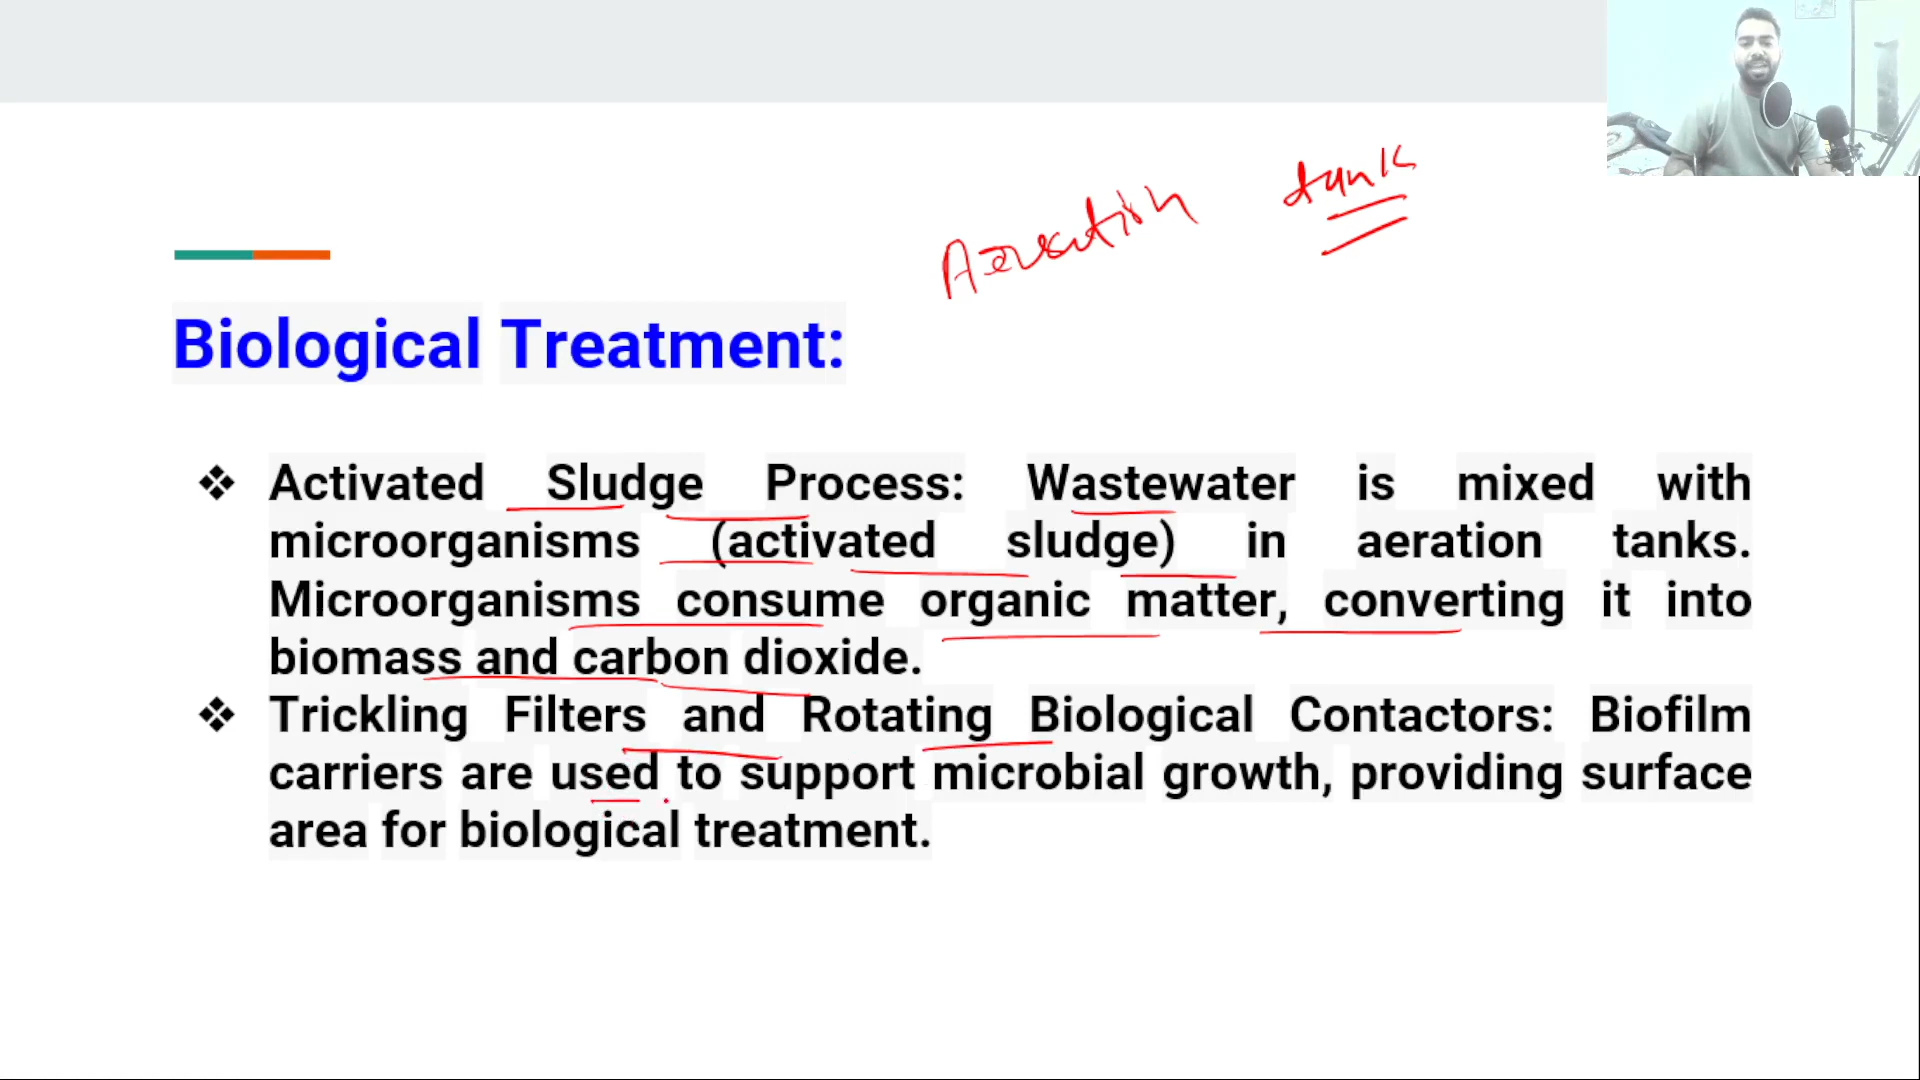 Aeration tank
Biological Treatment:
❖ Activated Sludge Process: Wastewater is mixed with
microorganisms (activated sludge) in aeration tanks.
Microorganisms consume organic matter, converting it into
biomass and carbon dioxide.
❖ Trickling Filters and Rotating Biological Contactors: Biofilm
carriers are used to support microbial growth, providing surface
area for biological treatment.